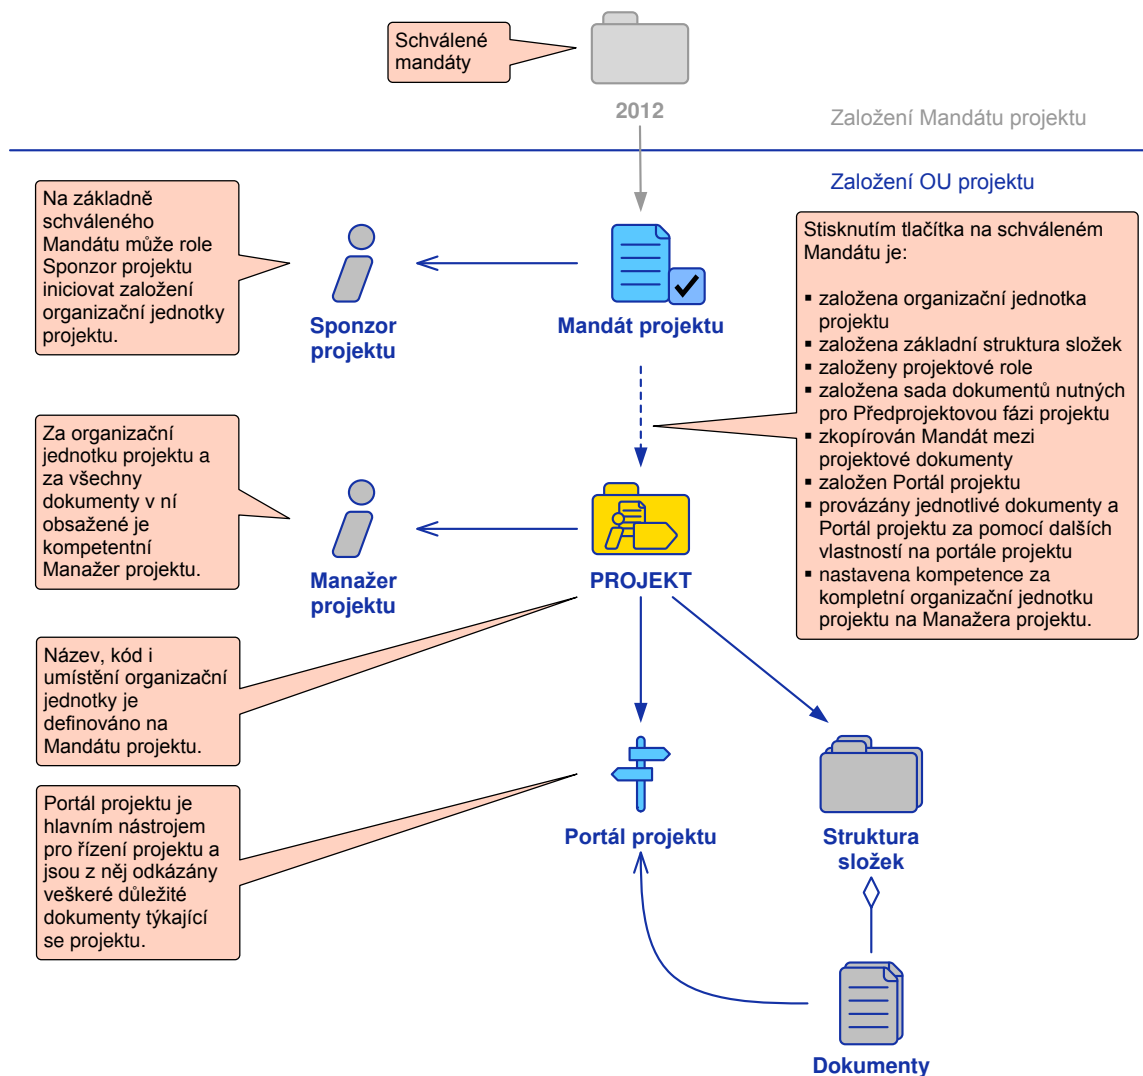 Schválené
mandáty
2012
Založení Mandátu projektu
Založení OU projektu
Na základně
schváleného
Mandátu může role
Sponzor projektu
iniciovat založení
organizační jednotky
projektu.
Sponzor
projektu
Mandát projektu
Stisknutím tlačítka na schváleném
Mandátu je:
▪ založena organizační jednotka
projektu
▪ založena základní struktura složek
▪ založeny projektové role
▪ založena sada dokumentů nutných
pro Předprojektovou fázi projektu
▪ zkopírován Mandát mezi
projektové dokumenty
▪ založen Portál projektu
▪ provázány jednotlivé dokumenty a
Portál projektu za pomocí dalších
vlastností na portále projektu
▪ nastavena kompetence za
kompletní organizační jednotku
projektu na Manažera projektu.
Za organizační
jednotku projektu a
za všechny
dokumenty v ní
obsažené je
kompetentní
Manažer projektu.
Manažer
projektu
PROJEKT
Název, kód i
umístění organizační
jednotky je
definováno na
Mandátu projektu.
Portál projektu je
hlavním nástrojem
pro řízení projektu a
jsou z něj odkázány
veškeré důležité
dokumenty týkající
se projektu.
Portál projektu
Struktura
složek
Dokumenty